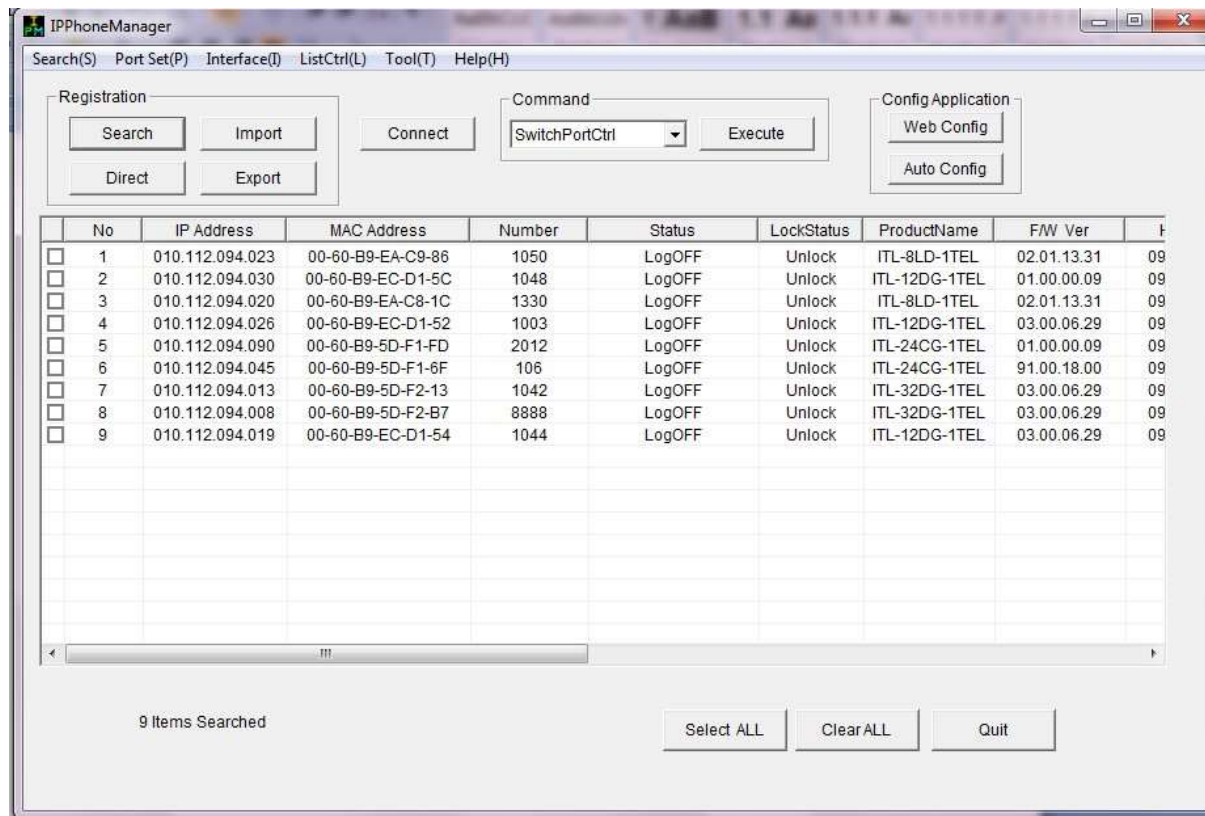 IPPhoneManager
Search(S) Port Set(P) Interface(I) ListCtrl(L) Tool(T) Help(H)
Registration Command Config Application
Search Import Connect SwitchPortCtrl Execute Web Config
Direct Export Auto Config
No IP Address MAC Address Number Status LockStatus ProductName F/W Ver
1 010.112.094.023 00-60-B9-EA-C9-86 1050 LogOFF Unlock ITL-8LD-1TEL 02.01.13.31 09
2 010.112.094.030 00-60-B9-EC-D1-5C 1048 LogOFF Unlock ITL-12DG-1TEL 01.00.00.09 09
3 010.112.094.020 00-60-B9-EA-C8-1C 1330 LogOFF Unlock ITL-8LD-1TEL 02.01.13.31 09
4 010.112.094.026 00-60-B9-EC-D1-52 1003 LogOFF Unlock ITL-12DG-1TEL 03.00.06.29 09
5 010.112.094.090 00-60-B9-5D-F1-FD 2012 LogOFF Unlock ITL-24CG-1TEL 01.00.00.09 09
6 010.112.094.045 00-60-B9-5D-F1-6F 106 LogOFF Unlock ITL-24CG-1TEL 91.00.18.00 09
7 010.112.094.013 00-60-B9-5D-F2-13 1042 LogOFF Unlock ITL-32DG-1TEL 03.00.06.29 09
8 010.112.094.008 00-60-B9-5D-F2-B7 8888 LogOFF Unlock ITL-32DG-1TEL 03.00.06.29 09
9 010.112.094.019 00-60-B9-EC-D1-54 1044 LogOFF Unlock ITL-12DG-1TEL 03.00.06.29 09
9 Items Searched
Select ALL Clear ALL Quit